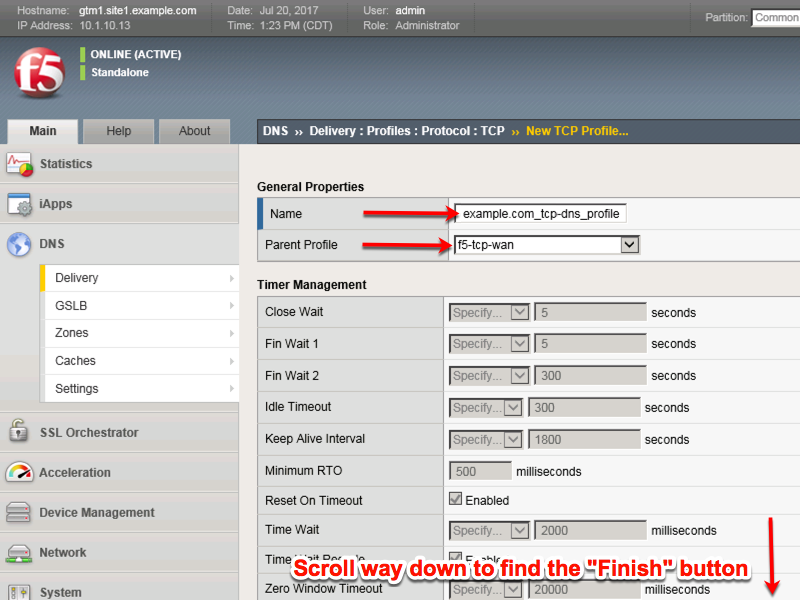 Hostname: gtm1.site1.example.com Date: Jul 20, 2017 User: admin
IP Address: 10.1.10.13 Time: 1:23 PM (CDT) Role: Administrator
Partition: Common
f5
ONLINE (ACTIVE)
Standalone
Main Help About
DNS ›› Delivery : Profiles : Protocol : TCP ›› New TCP Profile...
Statistics
iApps
DNS
Delivery
GSLB
Zones
Caches
Settings
SSL Orchestrator
Acceleration
Device Management
Network
System
General Properties
Name example.com_tcp-dns_profile
Parent Profile f5-tcp-wan
Timer Management
Close Wait Specify... 5 seconds
Fin Wait 1 Specify... 5 seconds
Fin Wait 2 Specify... 300 seconds
Idle Timeout Specify... 300 seconds
Keep Alive Interval Specify... 1800 seconds
Minimum RTO 500 milliseconds
Reset On Timeout Enabled
Time Wait Specify... 2000 milliseconds
Time Wait Enabled
Scroll way down to find the "Finish" button
Zero Window Timeout Specify... 20000 milliseconds